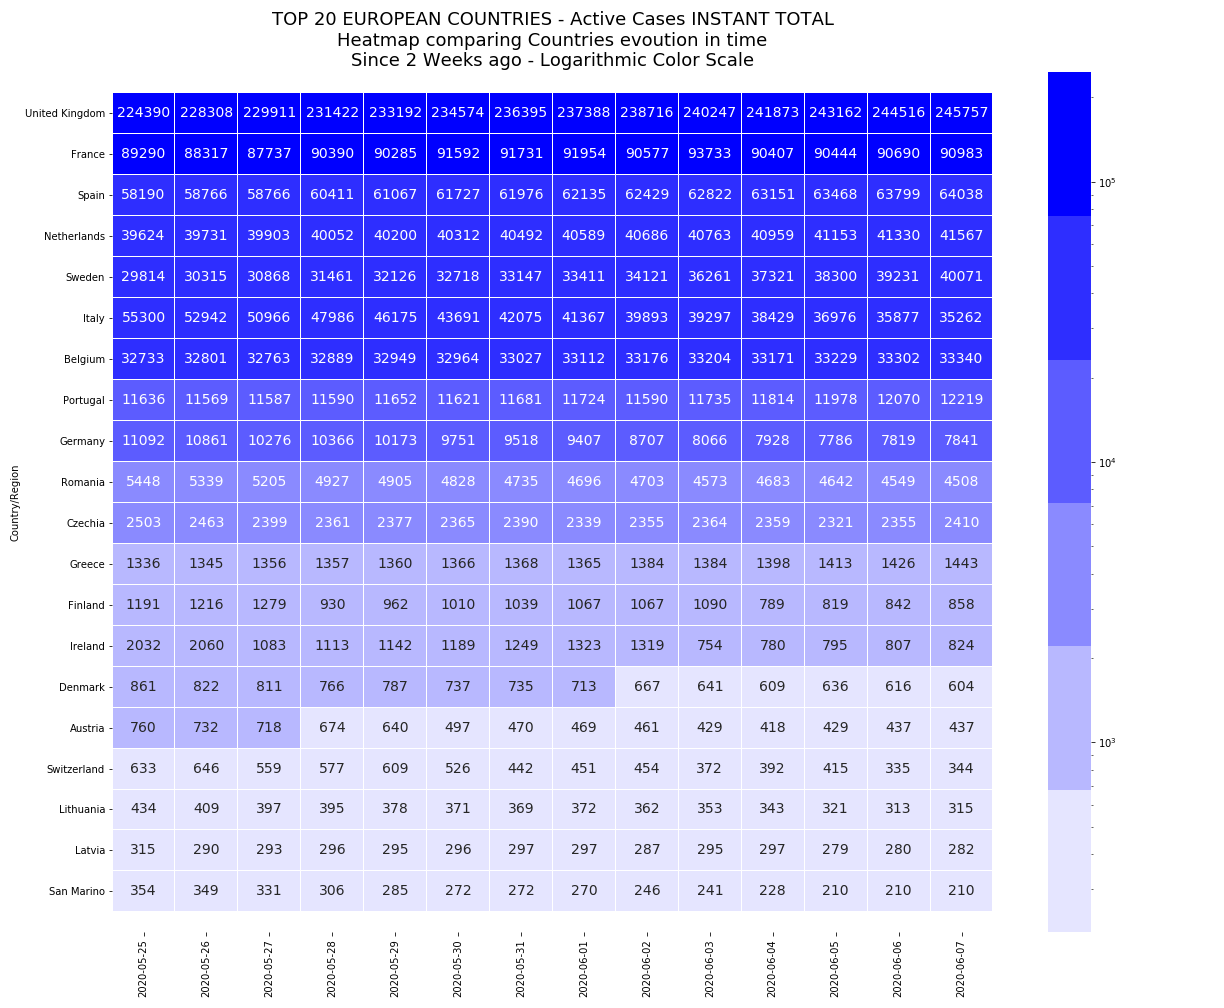 TOP 20 EUROPEAN COUNTRIES - Active Cases INSTANT TOTAL
Heatmap comparing Countries evoution in time
Since 2 Weeks ago - Logarithmic Color Scale
United Kingdom 224390 228308 229911 231422 233192 234574 236395 237388 238716 240247 241873 243162 244516 245757
France 89290 88317 87737 90390 90285 91592 91731 91954 90577 93733 90407 90444 90690 90983
Spain 58190 58766 58766 60411 61067 61727 61976 62135 62429 62822 63151 63468 63799 64038
Netherlands 39624 39731 39903 40052 40200 40312 40492 40589 40686 40763 40959 41153 41330 41567
Sweden 29814 30315 30868 31461 32126 32718 33147 33411 34121 36261 37321 38300 39231 40071
Italy 55300 52942 50966 47986 46175 43691 42075 41367 39893 39297 38429 36976 35877 35262
Belgium 32733 32801 32763 32889 32949 32964 33027 33112 33176 33204 33171 33229 33302 33340
Portugal 11636 11569 11587 11590 11652 11621 11681 11724 11590 11735 11814 11978 12070 12219
Germany 11092 10861 10276 10366 10173 9751 9518 9407 8707 8066 7928 7786 7819 7841
Romania 5448 5339 5205 4927 4905 4828 4735 4696 4703 4573 4683 4642 4549 4508
Czechia 2503 2463 2399 2361 2377 2365 2390 2339 2355 2364 2359 2321 2355 2410
Greece 1336 1345 1356 1357 1360 1366 1368 1365 1384 1384 1398 1413 1426 1443
Finland 1191 1216 1279 930 962 1010 1039 1067 1067 1090 789 819 842 858
Ireland 2032 2060 1083 1113 1142 1189 1249 1323 1319 754 780 795 807 824
Denmark 861 822 811 766 787 737 735 713 667 641 609 636 616 604
Austria 760 732 718 674 640 497 470 469 461 429 418 429 437 437
Switzerland 633 646 559 577 609 526 442 451 454 372 392 415 335 344
Lithuania 434 409 397 395 378 371 369 372 362 353 343 321 313 315
Latvia 315 290 293 296 295 296 297 297 287 295 297 279 280 282
San Marino 354 349 331 306 285 272 272 270 246 241 228 210 210 210
2020-05-25 2020-05-26 2020-05-27 2020-05-28 2020-05-29 2020-05-30 2020-05-31 2020-06-01 2020-06-02 2020-06-03 2020-06-04 2020-06-05 2020-06-06 2020-06-07
Country/Region
10⁵
10⁴
10³